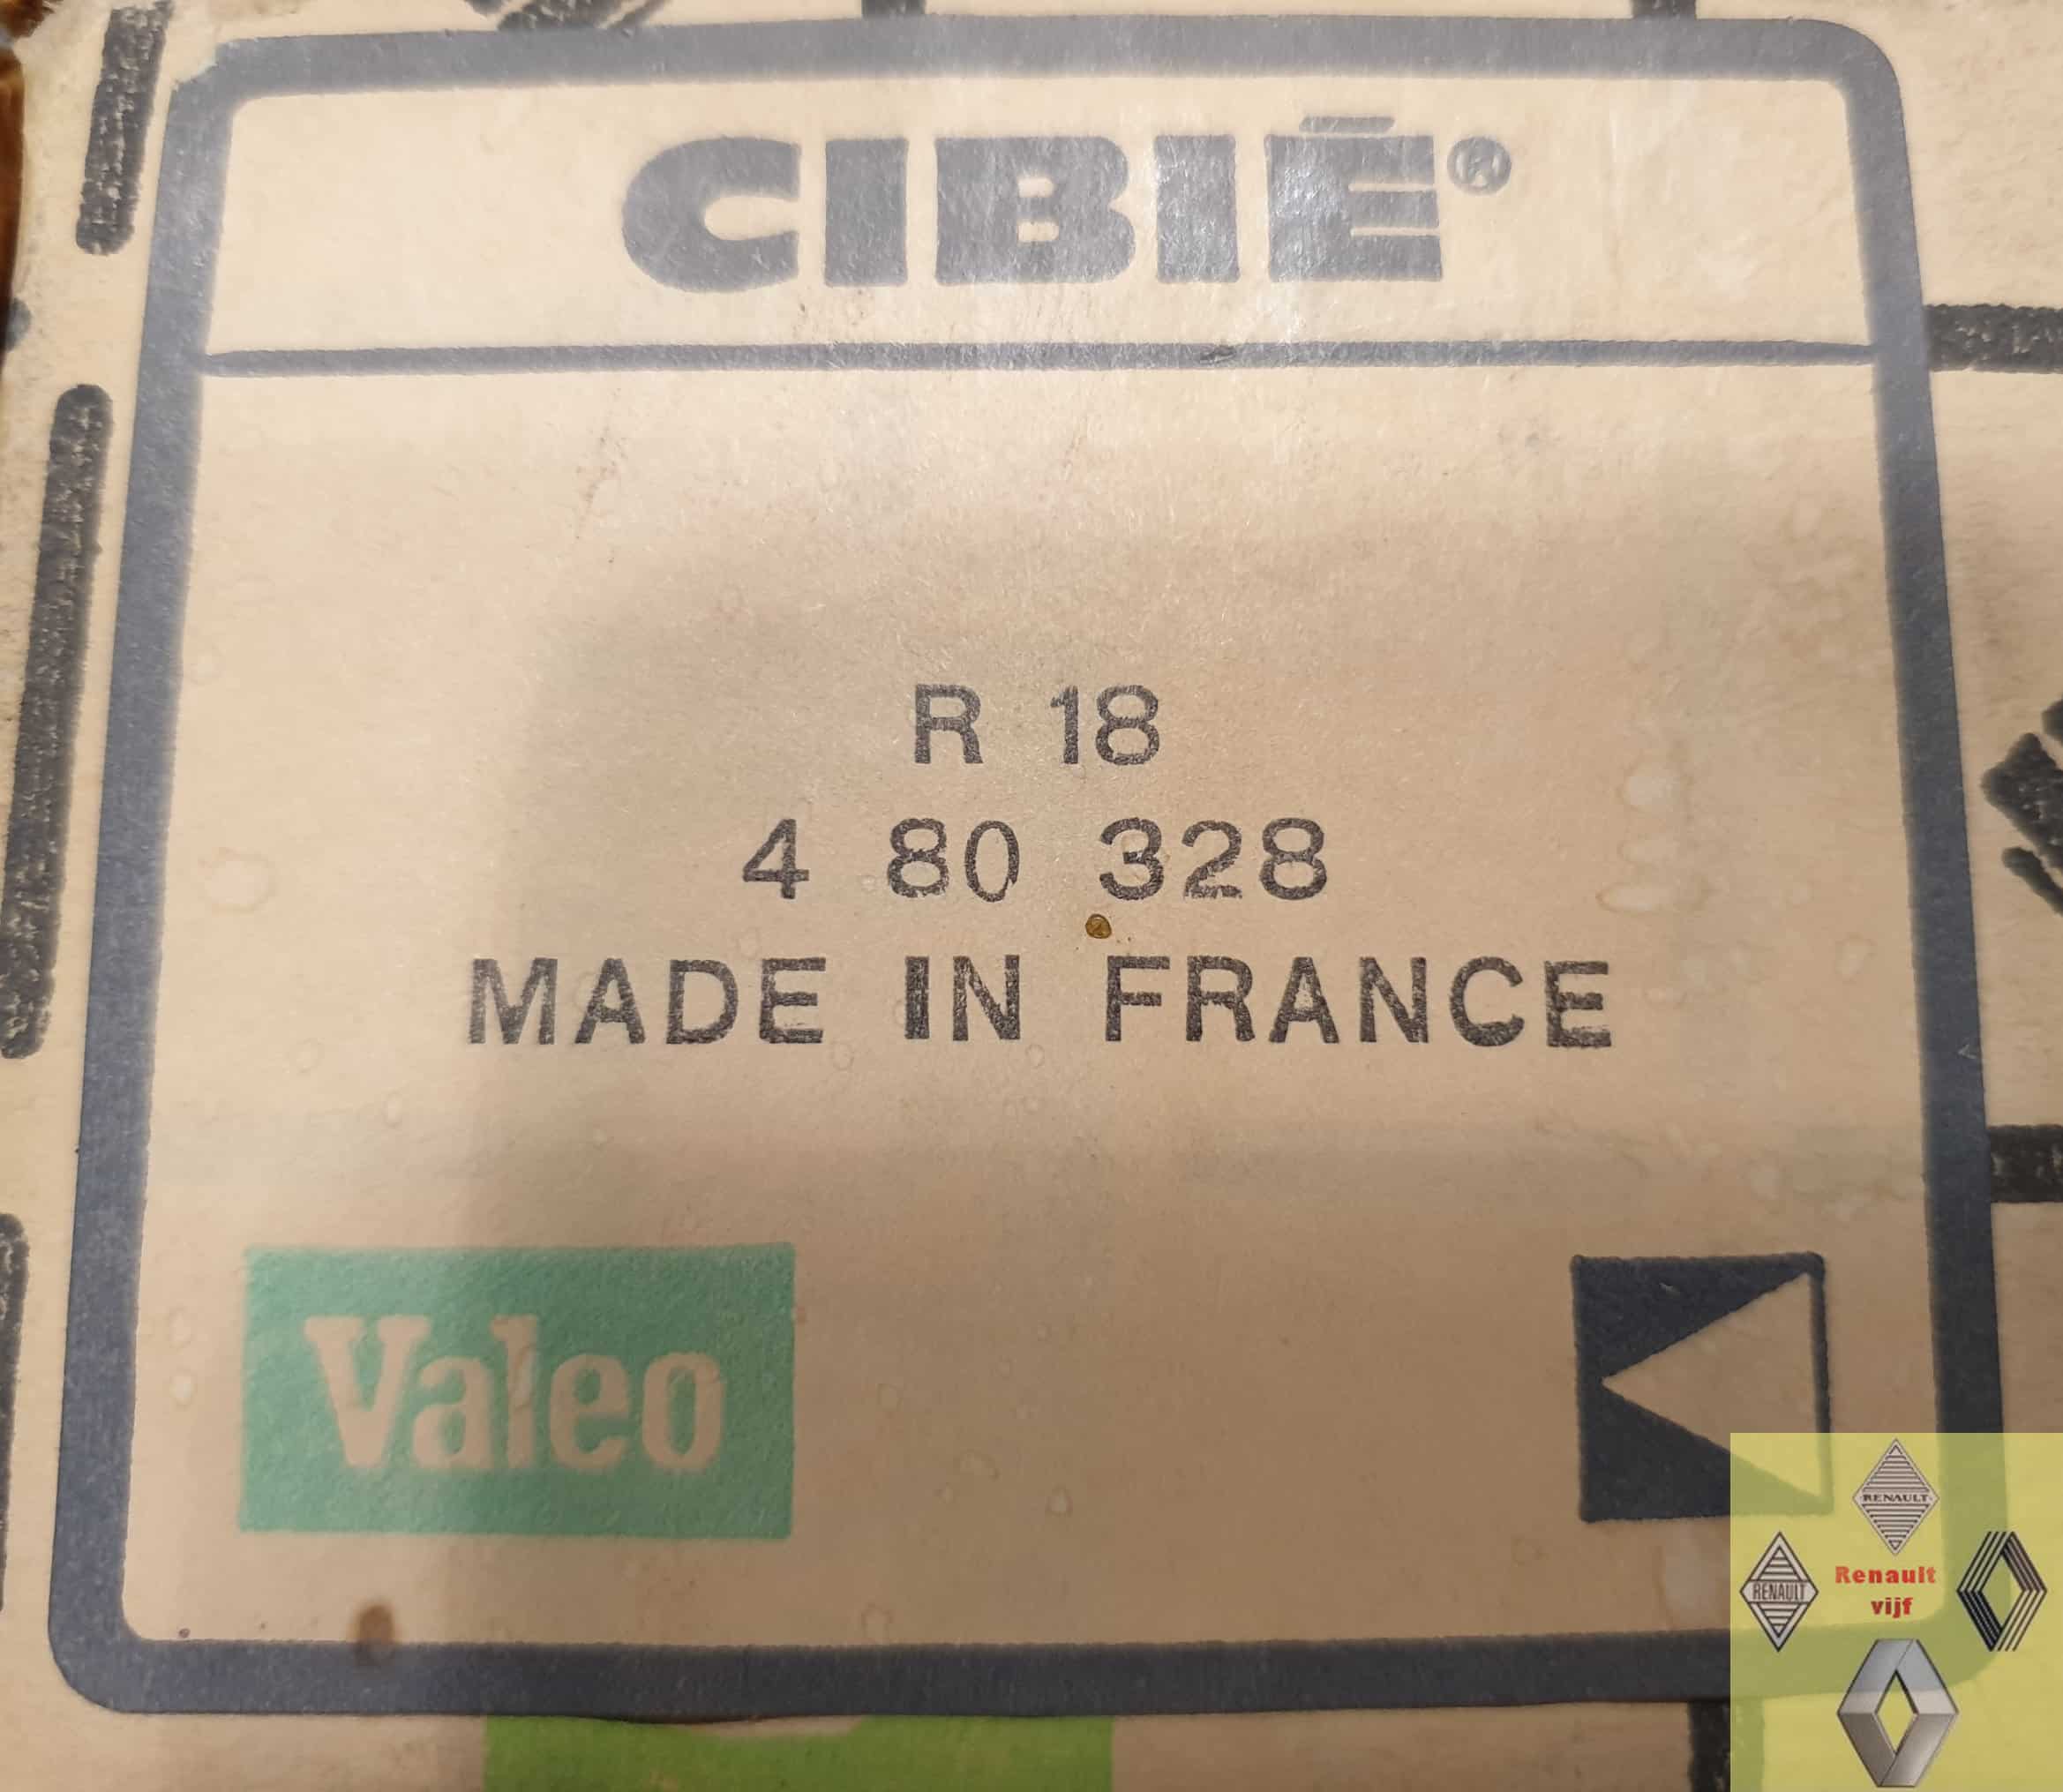 CIBIÉ®
R 18
4 80 328
MADE IN FRANCE
Valeo
RENAULT
RENAULT
Renault
vijf